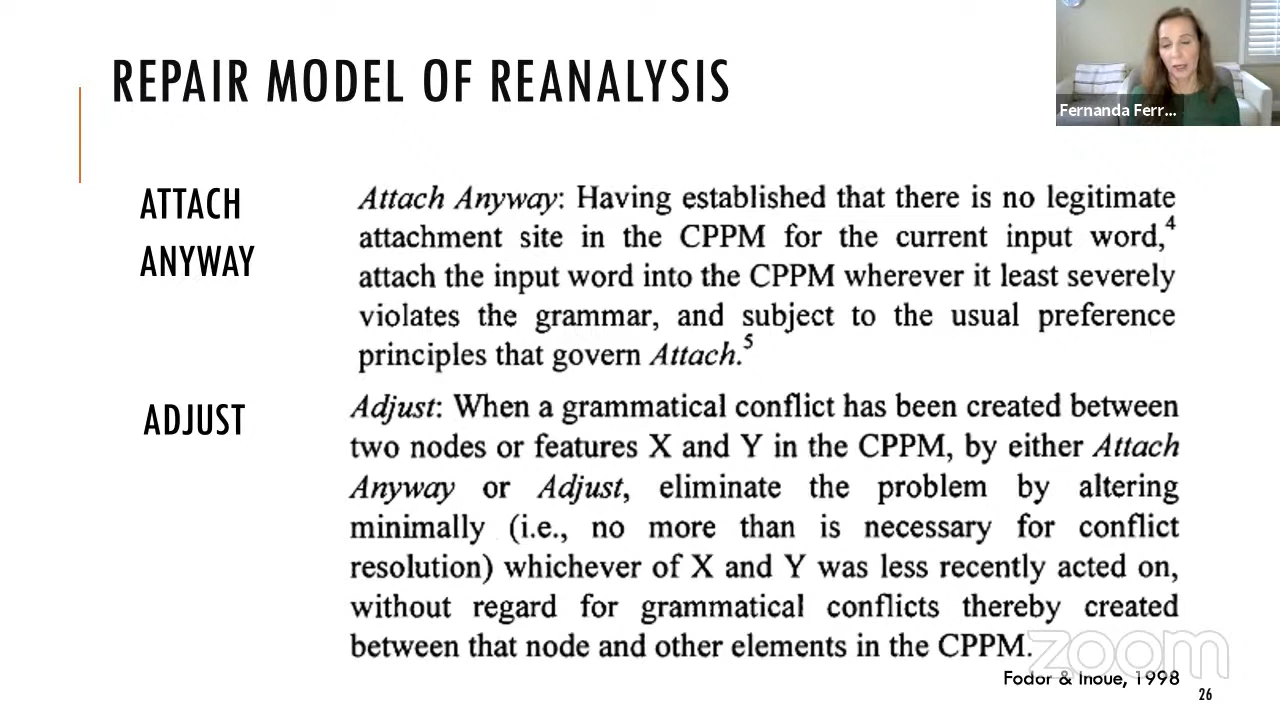 REPAIR MODEL OF REANALYSIS
Fernanda Ferr...
ATTACH
ANYWAY
Attach Anyway: Having established that there is no legitimate
attachment site in the CPPM for the current input word,4
attach the input word into the CPPM wherever it least severely
violates the grammar, and subject to the usual preference
principles that govern Attach.5
ADJUST
Adjust: When a grammatical conflict has been created between
two nodes or features X and Y in the CPPM, by either Attach
Anyway or Adjust, eliminate the problem by altering
minimally (i.e., no more than is necessary for conflict
resolution) whichever of X and Y was less recently acted on,
without regard for grammatical conflicts thereby created
between that node and other elements in the CPPM.
zoom
Fodor & Inoue, 1998
26